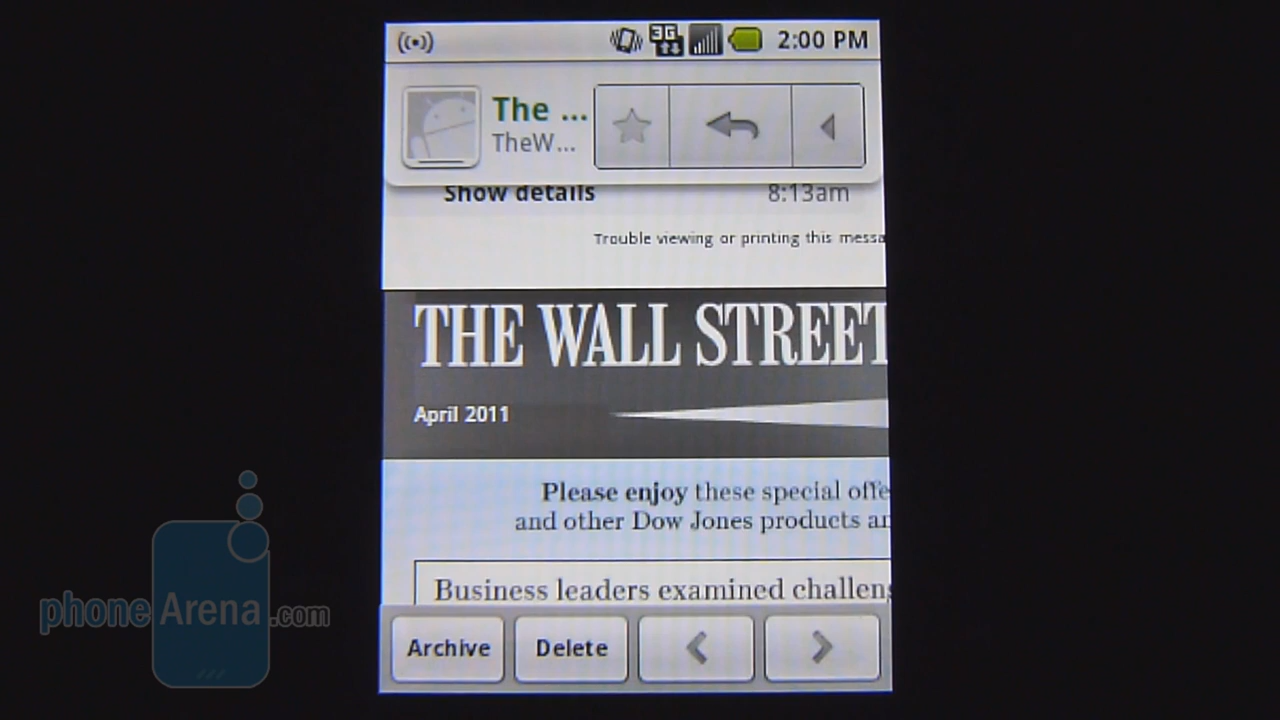 3G 2:00 PM
The ...
TheW...
Show details 8:13am
Trouble viewing or printing this messa
THE WALL STREET
April 2011
Please enjoy these special offe
and other Dow Jones products an
Business leaders examined challeng
Archive Delete
phoneArena.com